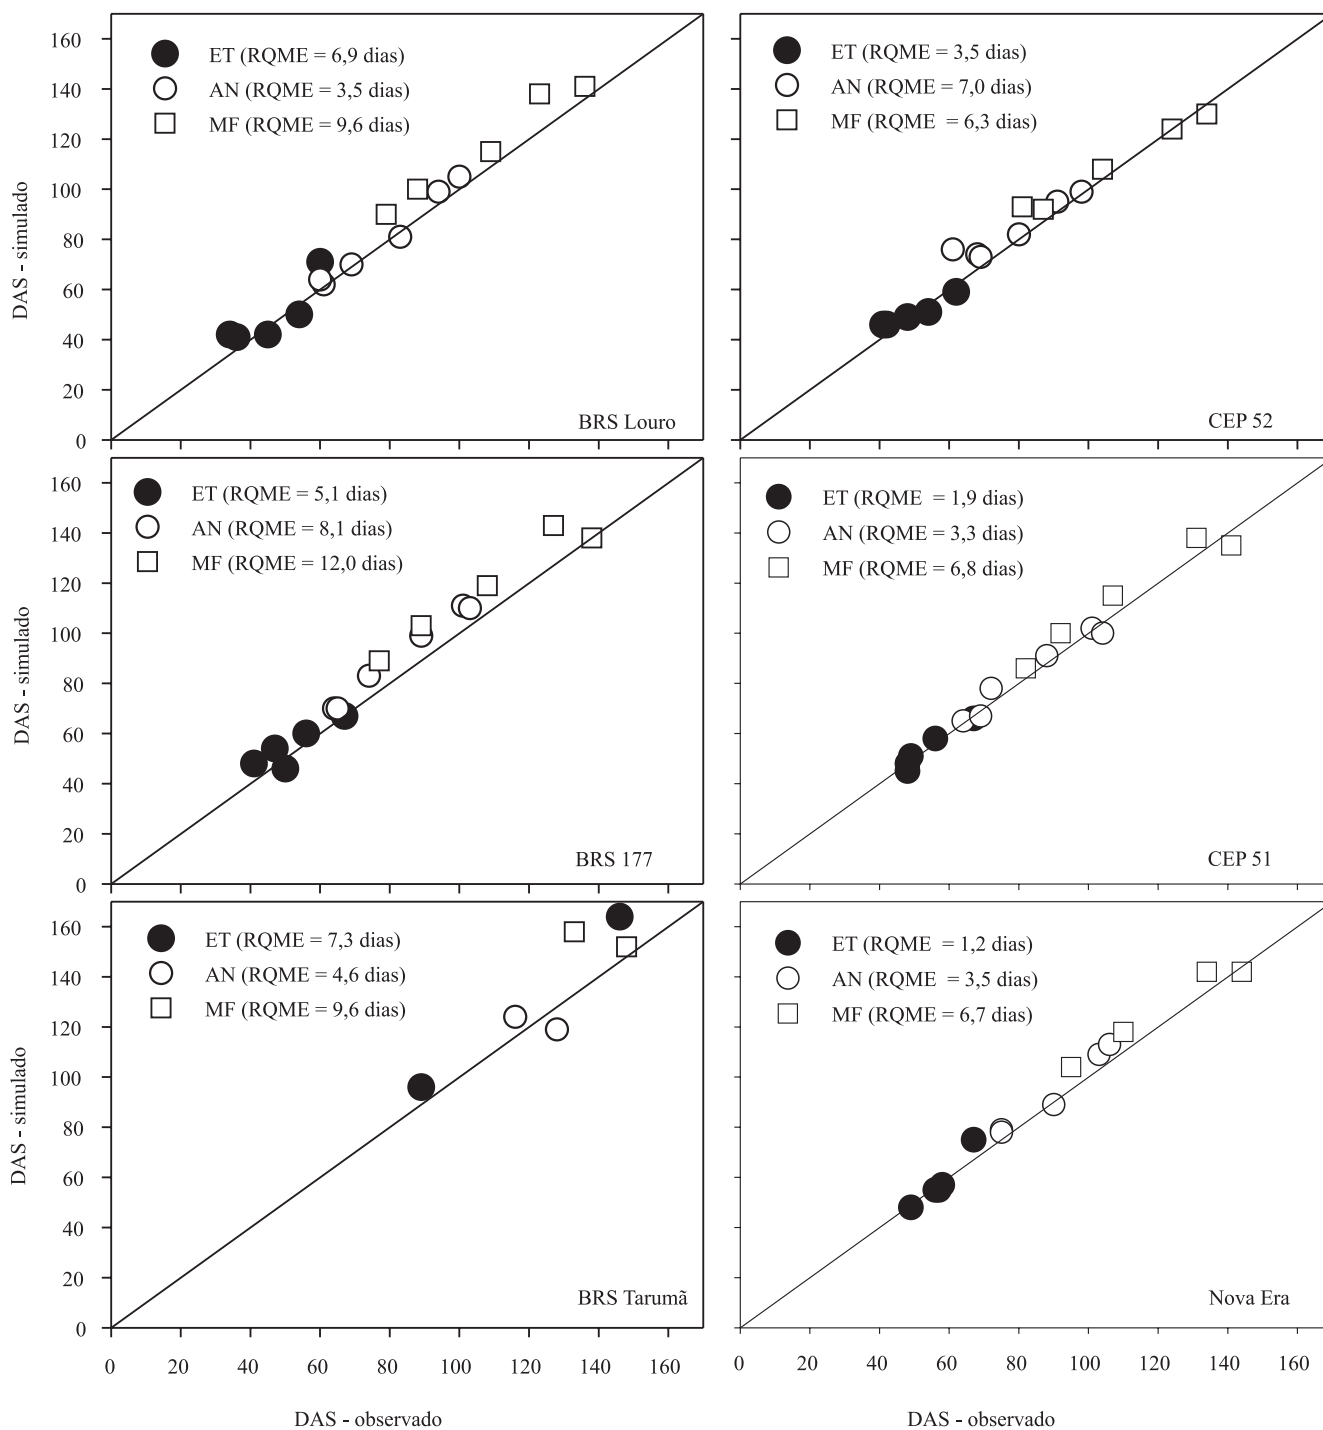 160
140
120
100
80
60
40
20
0
DAS - simulado
ET (RQME = 6,9 dias)
AN (RQME = 3,5 dias)
MF (RQME = 9,6 dias)
BRS Louro
ET (RQME = 3,5 dias)
AN (RQME = 7,0 dias)
MF (RQME = 6,3 dias)
CEP 52
160
140
120
100
80
60
40
20
0
DAS - simulado
ET (RQME = 5,1 dias)
AN (RQME = 8,1 dias)
MF (RQME = 12,0 dias)
BRS 177
ET (RQME = 1,9 dias)
AN (RQME = 3,3 dias)
MF (RQME = 6,8 dias)
CEP 51
160
140
120
100
80
60
40
20
0
DAS - simulado
ET (RQME = 7,3 dias)
AN (RQME = 4,6 dias)
MF (RQME = 9,6 dias)
BRS Tarumã
ET (RQME = 1,2 dias)
AN (RQME = 3,5 dias)
MF (RQME = 6,7 dias)
Nova Era
0 20 40 60 80 100 120 140 160
0 20 40 60 80 100 120 140 160
DAS - observado
DAS - observado